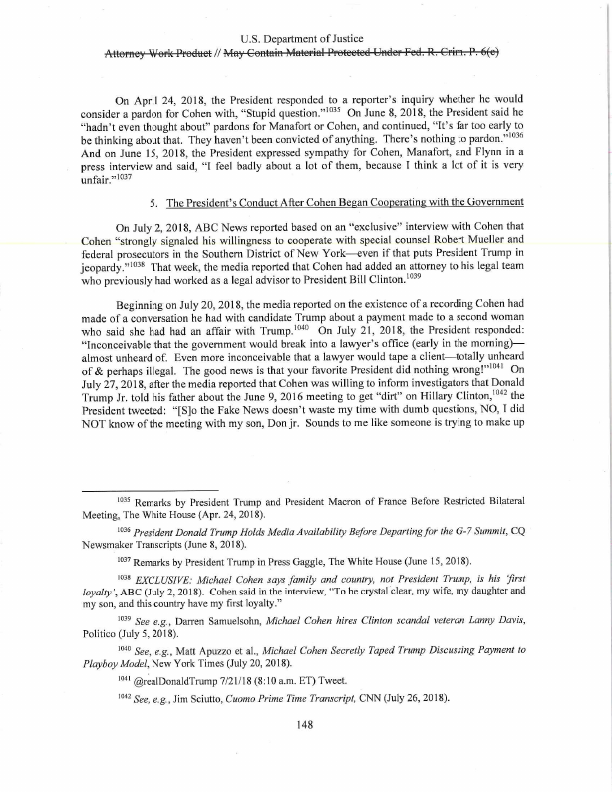 U.S. Department of Justice
Attorney Work Product // May Contain Material Protected Under Fed. R. Crim. P. 6(e)
On Apr l 24, 2018, the President responded to a reporter's inquiry whether he would
consider a pardon for Cohen with, "Stupid question."1035 On June 8, 2018, the President said he
"hadn't even thought about" pardons for Manafort or Cohen, and continued, "It's far too early to
be thinking about that. They haven't been convicted of anything. There's nothing to pardon."1036
And on June 15, 2018, the President expressed sympathy for Cohen, Manafort, and Flynn in a
press interview and said, "I feel badly about a lot of them, because I think a lot of it is very
unfair."1037
5. The President's Conduct After Cohen Began Cooperating with the Government
On July 2, 2018, ABC News reported based on an "exclusive" interview with Cohen that
Cohen "strongly signaled his willingness to cooperate with special counsel Robert Mueller and
federal prosecutors in the Southern District of New York—even if that puts President Trump in
jeopardy."1038 That week, the media reported that Cohen had added an attorney to his legal team
who previously had worked as a legal advisor to President Bill Clinton.1039
Beginning on July 20, 2018, the media reported on the existence of a recording Cohen had
made of a conversation he had with candidate Trump about a payment made to a second woman
who said she had had an affair with Trump.1040 On July 21, 2018, the President responded:
"Inconceivable that the government would break into a lawyer's office (early in the morning)—
almost unheard of. Even more inconceivable that a lawyer would tape a client—totally unheard
of & perhaps illegal. The good news is that your favorite President did nothing wrong!"1041 On
July 27, 2018, after the media reported that Cohen was willing to inform investigators that Donald
Trump Jr. told his father about the June 9, 2016 meeting to get "dirt" on Hillary Clinton,1042 the
President tweeted: "[S]o the Fake News doesn't waste my time with dumb questions, NO, I did
NOT know of the meeting with my son, Don jr. Sounds to me like someone is trying to make up
1035 Remarks by President Trump and President Macron of France Before Restricted Bilateral
Meeting, The White House (Apr. 24, 2018).
1036 President Donald Trump Holds Media Availability Before Departing for the G-7 Summit, CQ
Newsmaker Transcripts (June 8, 2018).
1037 Remarks by President Trump in Press Gaggle, The White House (June 15, 2018).
1038 EXCLUSIVE: Michael Cohen says family and country, not President Trump, is his 'first
loyalty', ABC (July 2, 2018). Cohen said in the interview, "To be crystal clear, my wife, my daughter and
my son, and this country have my first loyalty."
1039 See e.g., Darren Samuelsohn, Michael Cohen hires Clinton scandal veteran Lanny Davis,
Politico (July 5, 2018).
1040 See, e.g., Matt Apuzzo et al., Michael Cohen Secretly Taped Trump Discussing Payment to
Playboy Model, New York Times (July 20, 2018).
1041 @realDonaldTrump 7/21/18 (8:10 a.m. ET) Tweet.
1042 See, e.g., Jim Sciutto, Cuomo Prime Time Transcript, CNN (July 26, 2018).
148